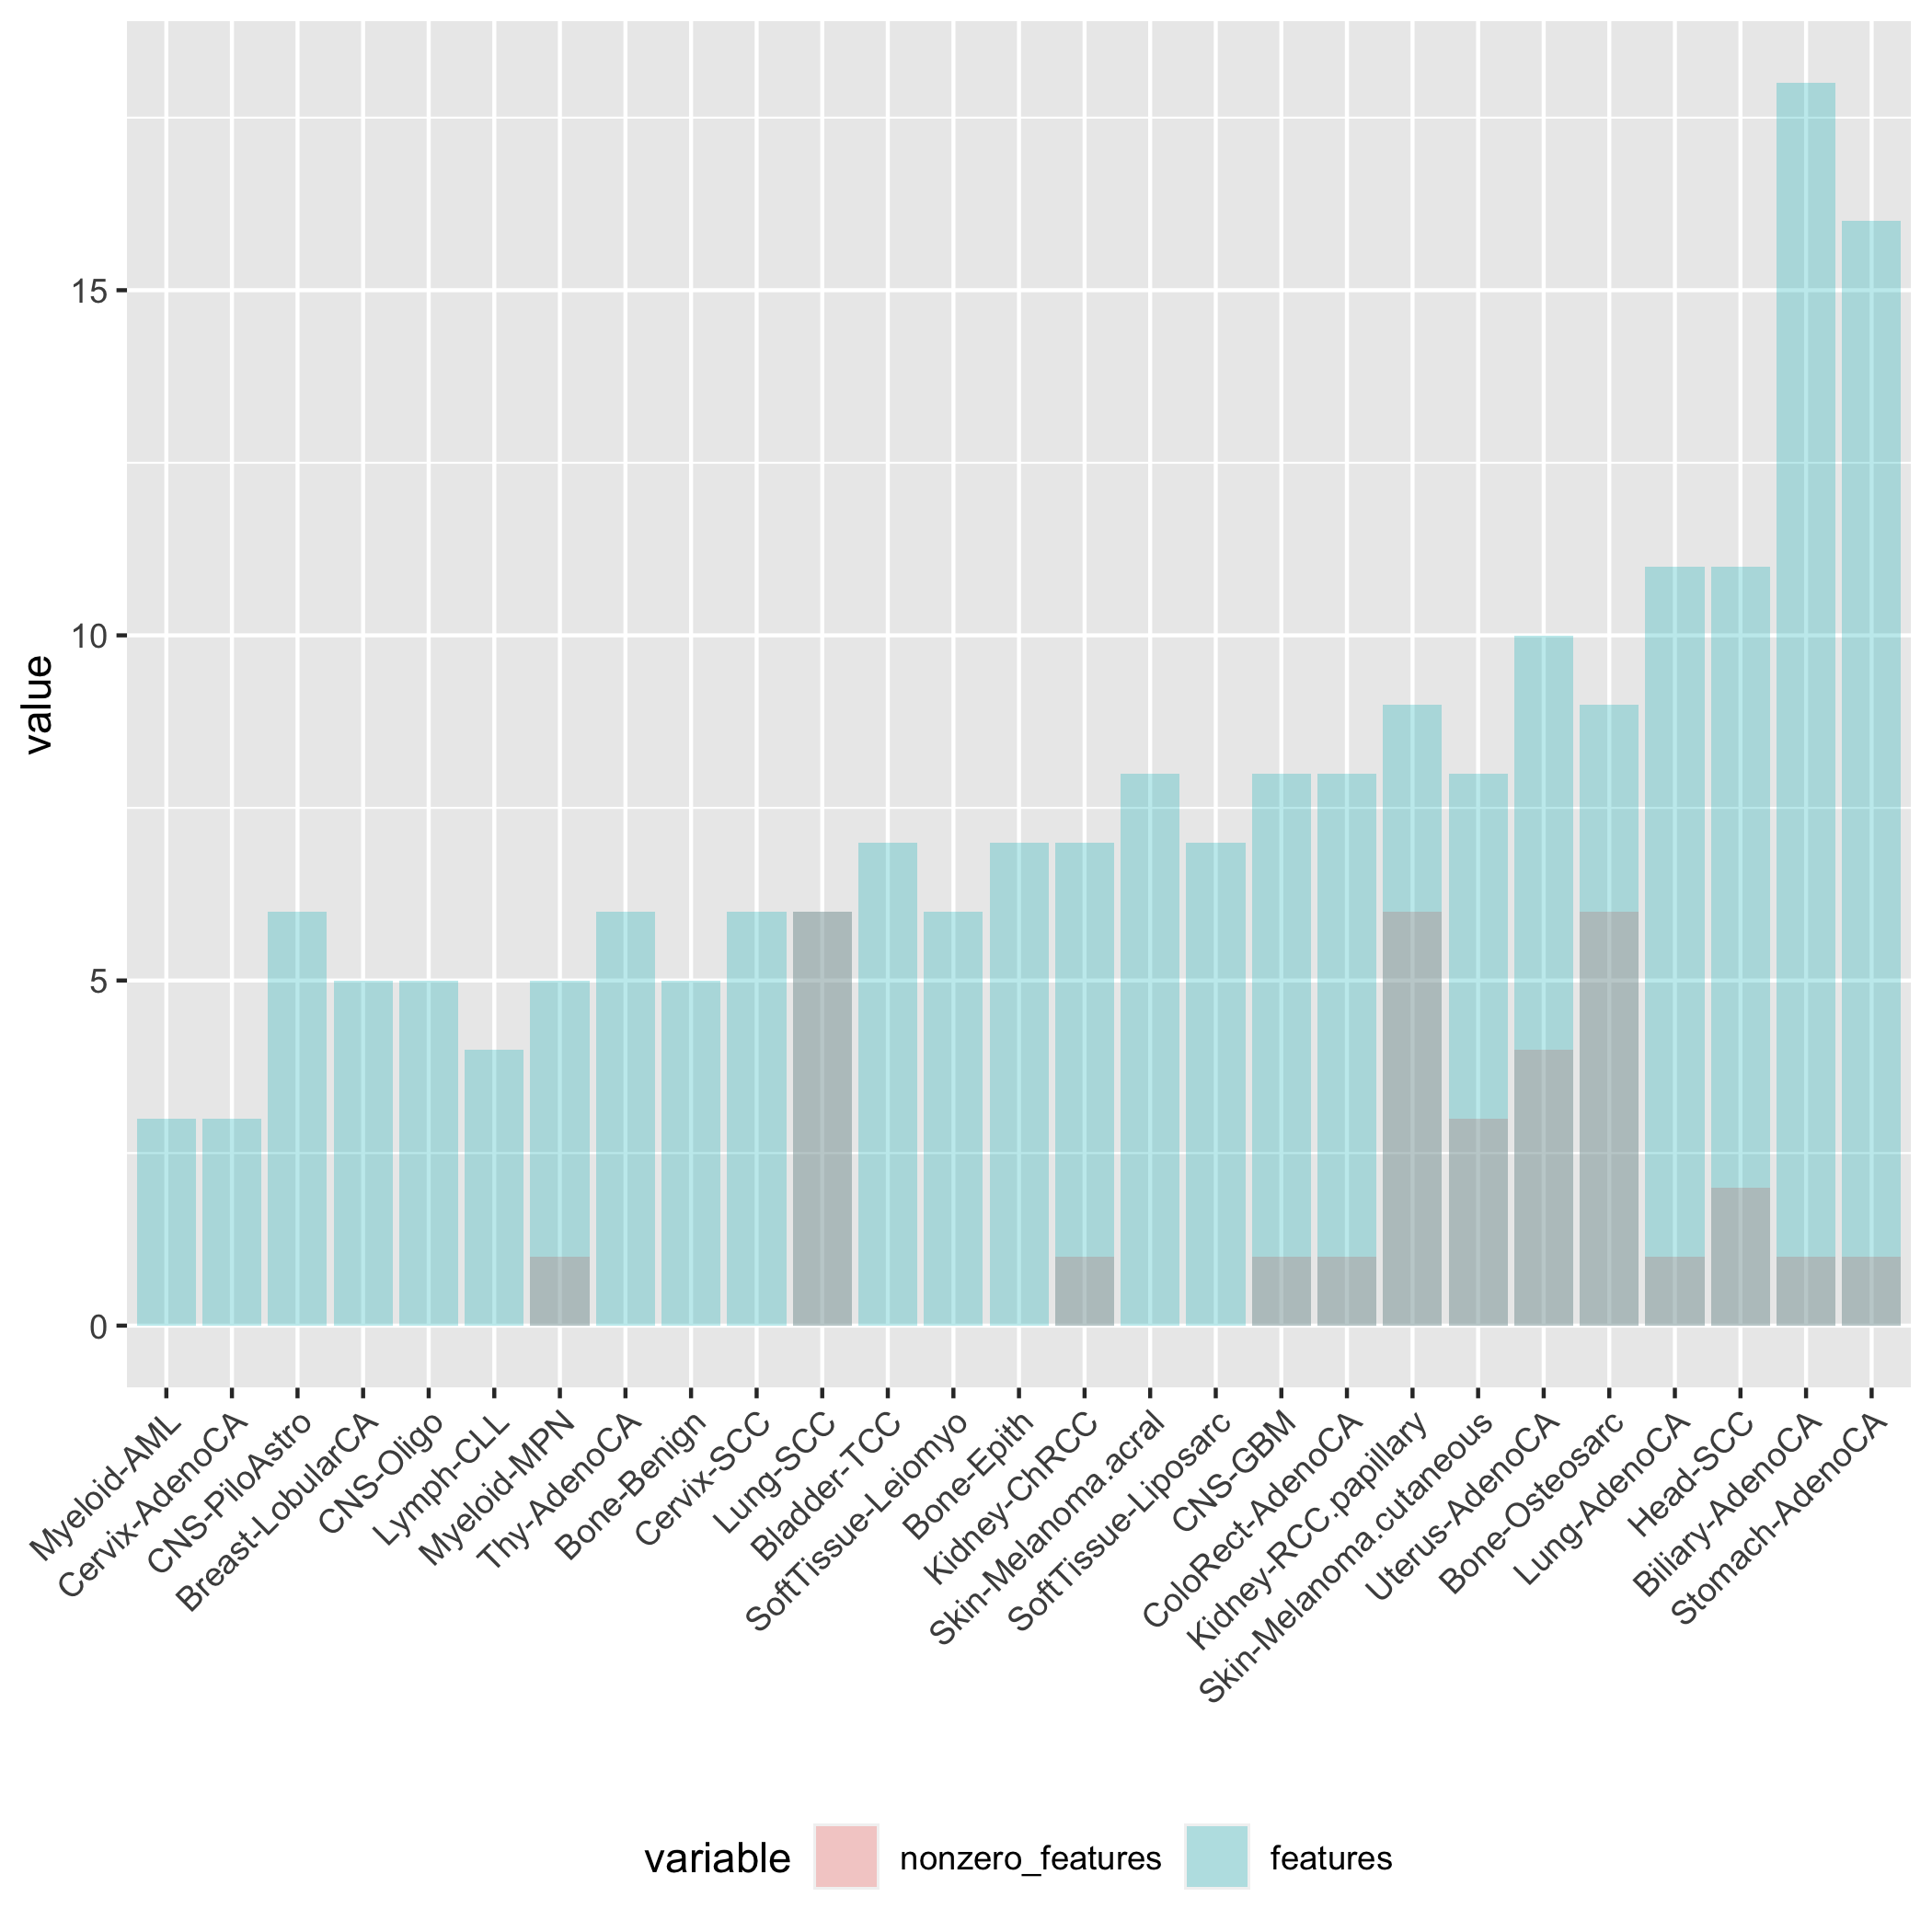 value
15
10
5
0
Myeloid-AML
Cervix-AdenoCA
CNS-PiloAstro
Breast-LobularCA
CNS-Oligo
Lymph-CLL
Myeloid-MPN
Thy-AdenoCA
Bone-Benign
Cervix-SCC
Lung-SCC
Bladder-TCC
SoftTissue-Leiomyo
Bone-Epith
Kidney-ChRCC
Skin-Melanoma.acral
SoftTissue-Liposarc
CNS-GBM
ColoRect-AdenoCA
Kidney-RCC.papillary
Skin-Melanoma.cutaneous
Uterus-AdenoCA
Bone-Osteosarc
Lung-AdenoCA
Head-SCC
Biliary-AdenoCA
Stomach-AdenoCA
variable nonzero_features features